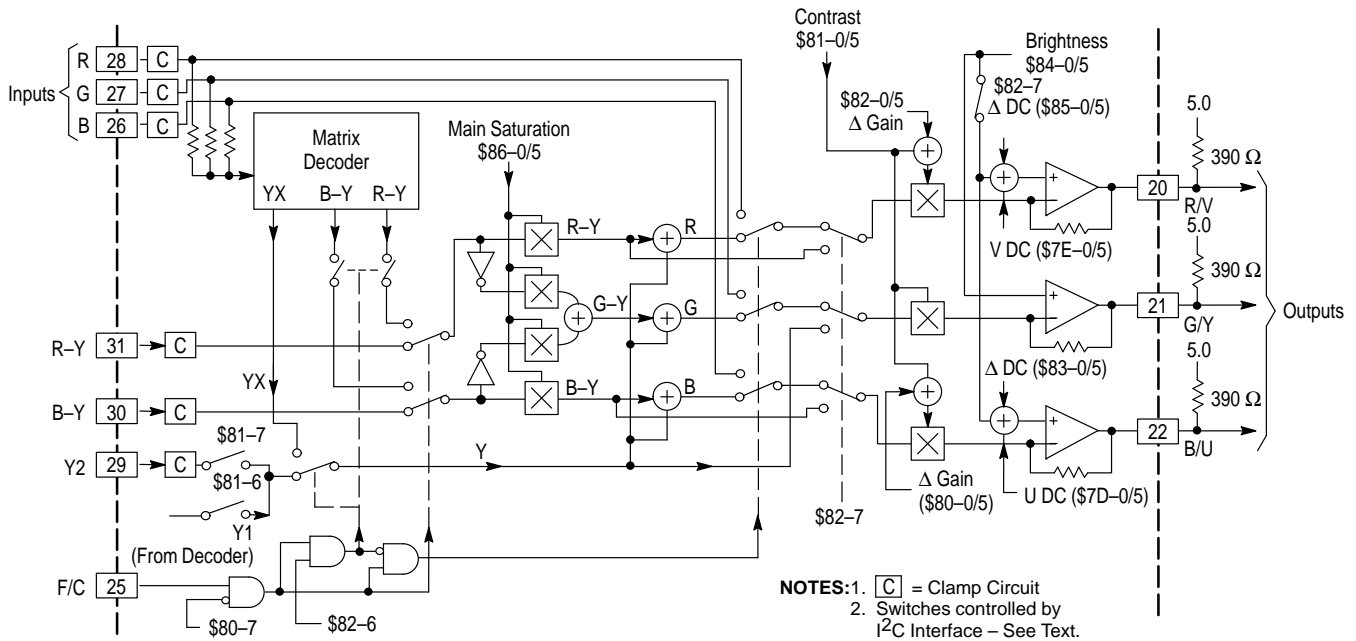 Inputs
R 28 C
G 27 C
B 26 C
Matrix
Decoder
YX B–Y R–Y
Main Saturation
$86–0/5
Contrast
$81–0/5
$82–0/5
Δ Gain
Brightness
$84–0/5
$82–7
Δ DC ($85–0/5)
V DC ($7E–0/5)
5.0
390 Ω
20
R/V
5.0
390 Ω
21
G/Y
Outputs
5.0
390 Ω
22
B/U
R–Y
R
G–Y
G
B–Y
B
+
–
+
–
Δ DC ($83–0/5)
+
–
U DC ($7D–0/5)
Δ Gain
($80–0/5)
R–Y 31 C
B–Y 30 C
YX
Y2 29 C
$81–7
$81–6
Y1
(From Decoder)
Y
$82–7
F/C 25
$80–7
$82–6
NOTES: 1. C = Clamp Circuit
2. Switches controlled by
I2C Interface – See Text.